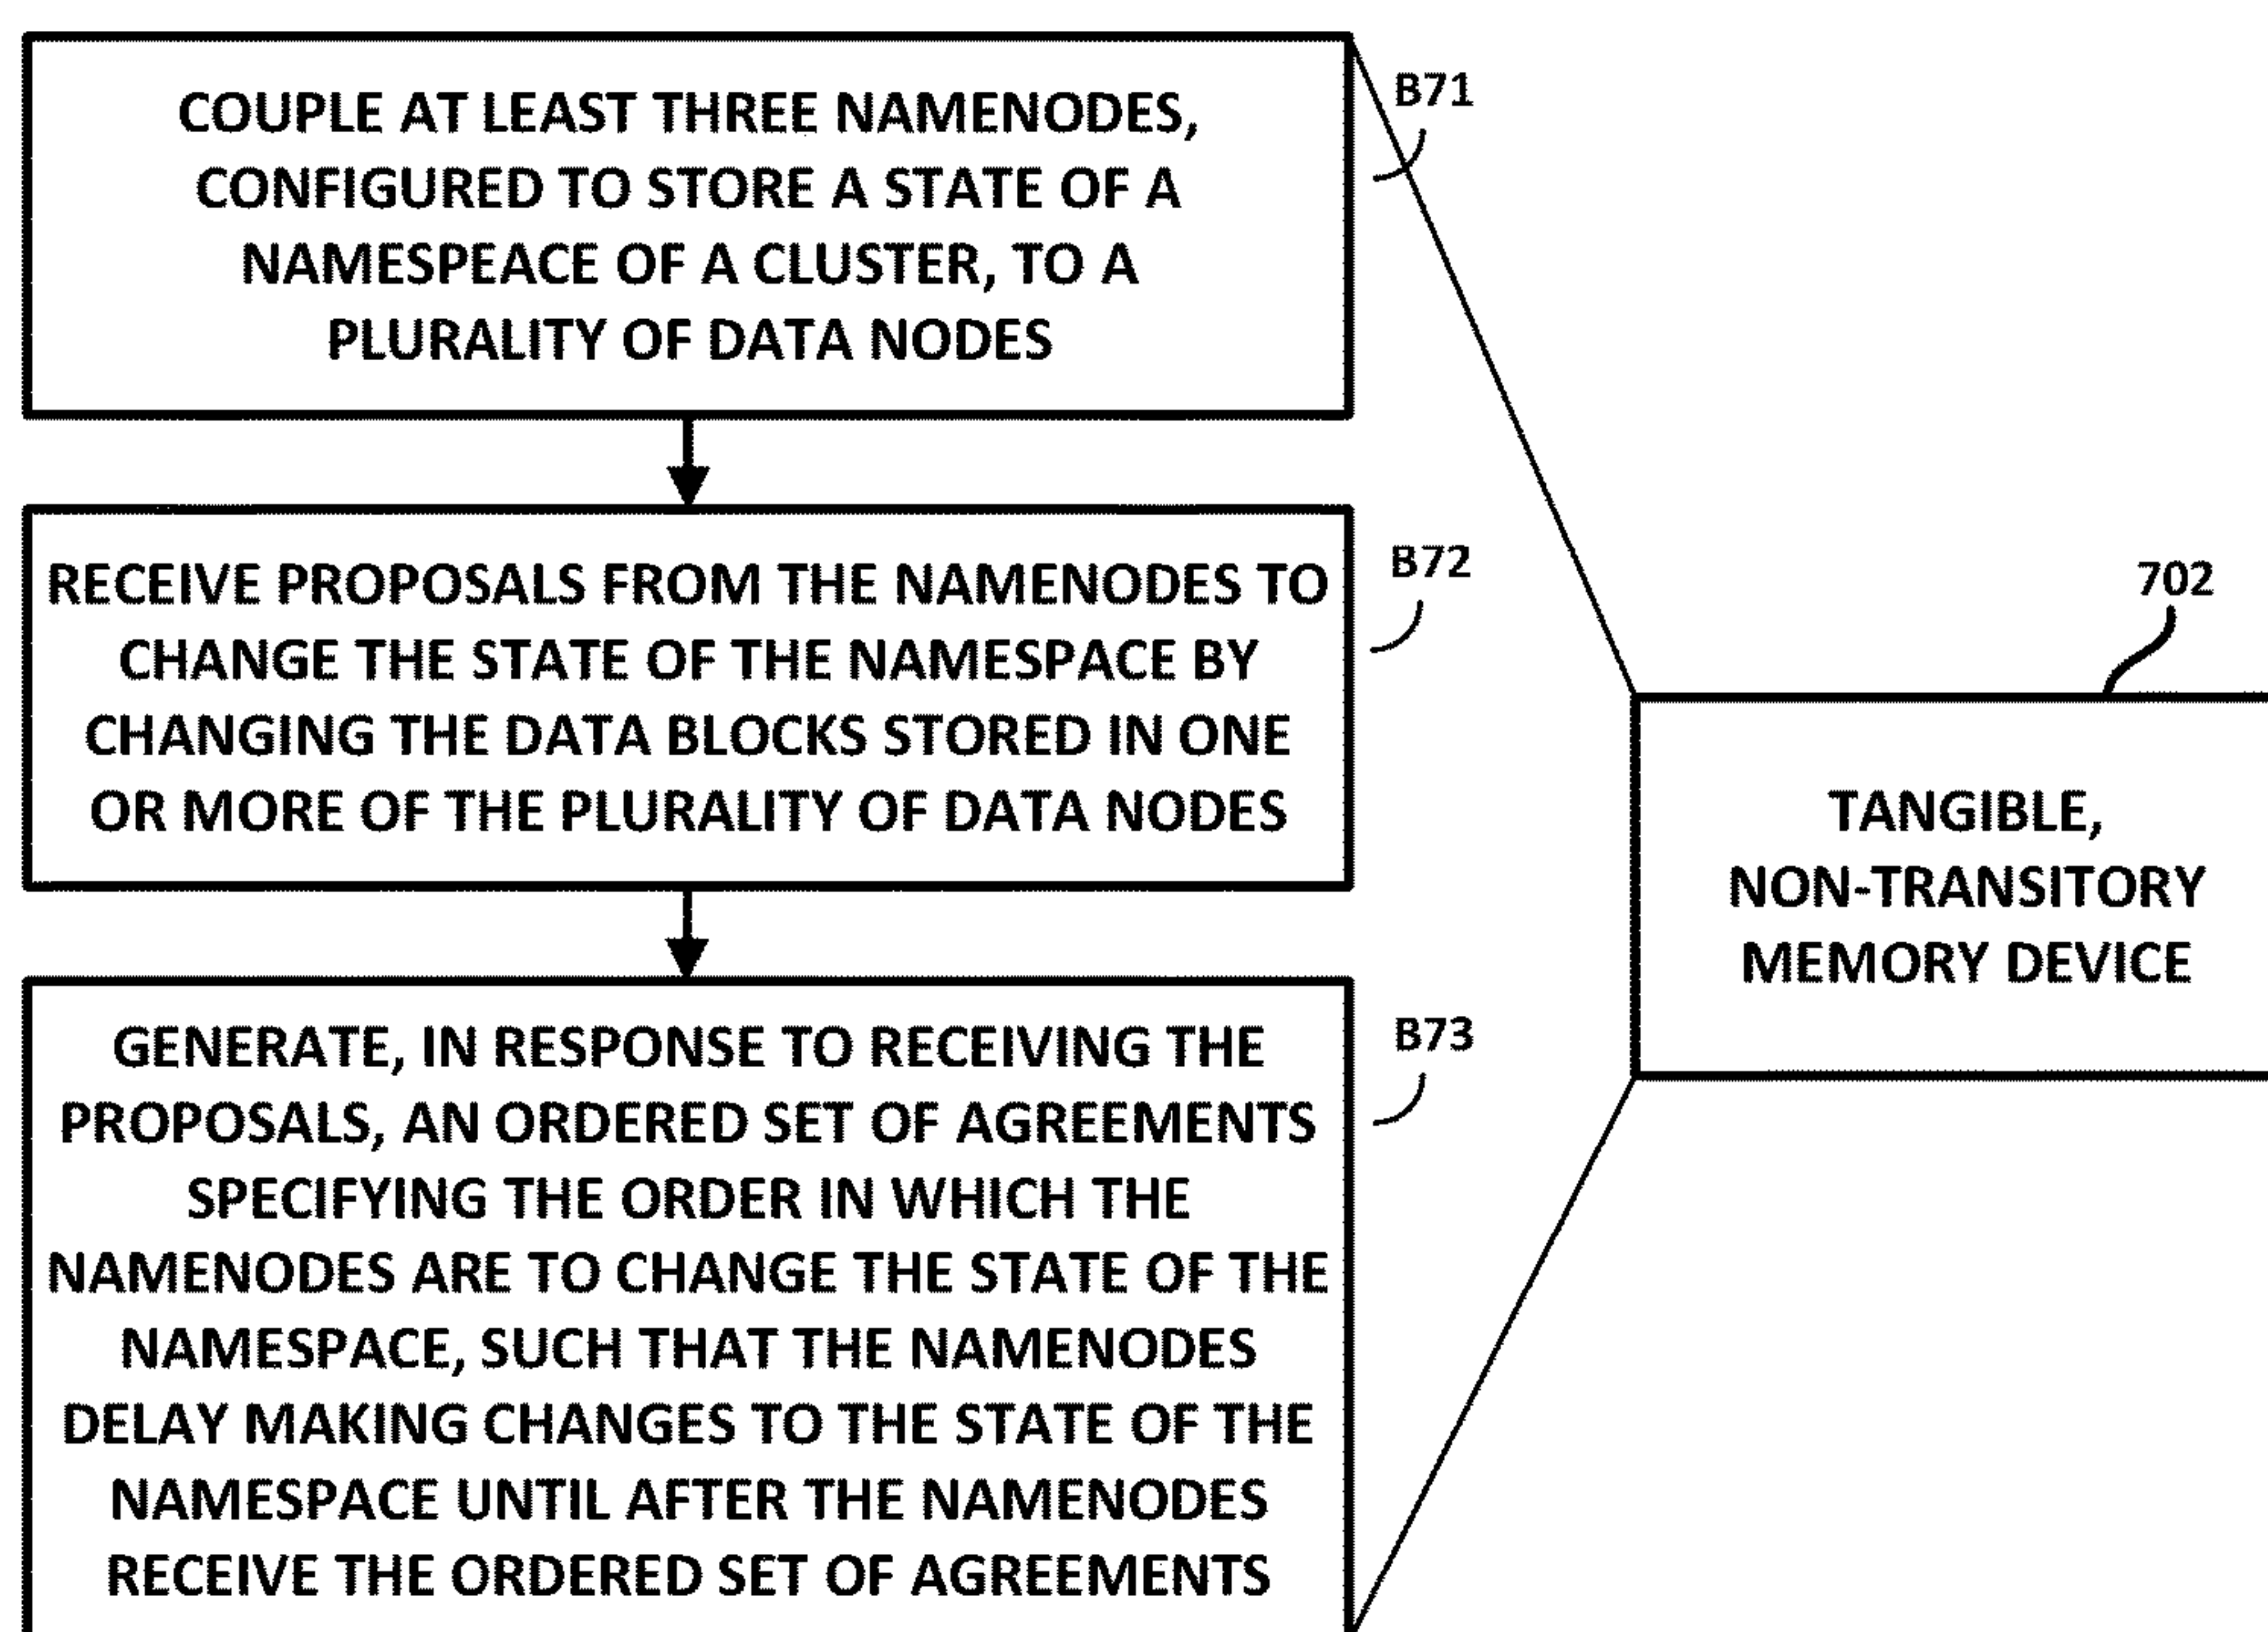 COUPLE AT LEAST THREE NAMENODES,
CONFIGURED TO STORE A STATE OF A
NAMESPEACE OF A CLUSTER, TO A
PLURALITY OF DATA NODES
B71
RECEIVE PROPOSALS FROM THE NAMENODES TO
CHANGE THE STATE OF THE NAMESPACE BY
CHANGING THE DATA BLOCKS STORED IN ONE
OR MORE OF THE PLURALITY OF DATA NODES
B72
GENERATE, IN RESPONSE TO RECEIVING THE
PROPOSALS, AN ORDERED SET OF AGREEMENTS
SPECIFYING THE ORDER IN WHICH THE
NAMENODES ARE TO CHANGE THE STATE OF THE
NAMESPACE, SUCH THAT THE NAMENODES
DELAY MAKING CHANGES TO THE STATE OF THE
NAMESPACE UNTIL AFTER THE NAMENODES
RECEIVE THE ORDERED SET OF AGREEMENTS
B73
702
TANGIBLE,
NON-TRANSITORY
MEMORY DEVICE